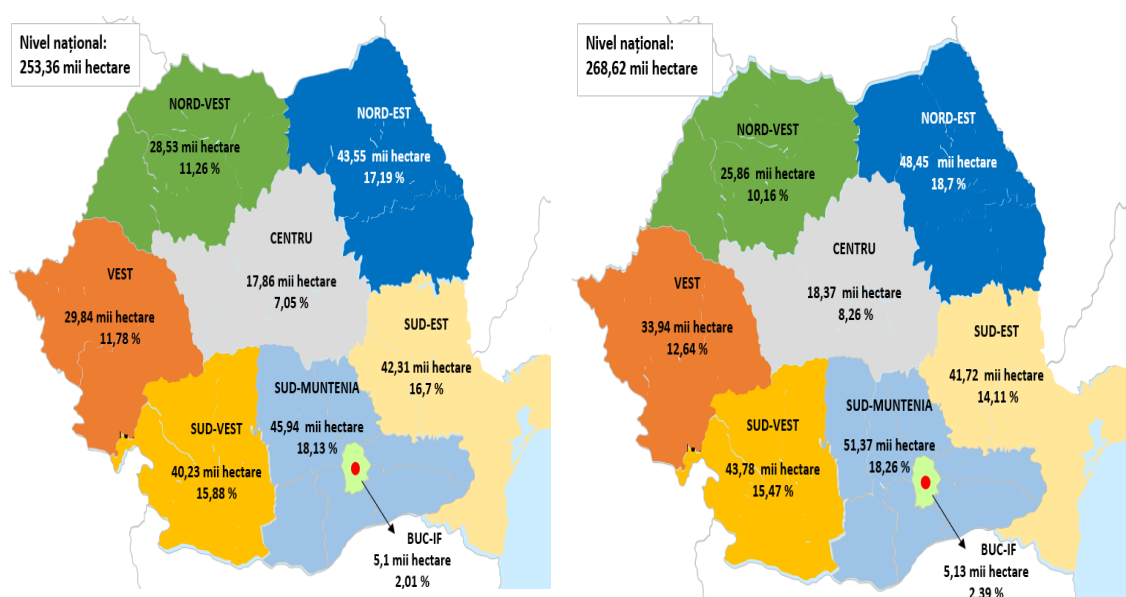 Nivel național:
253,36 mii hectare
NORD-VEST
28,53 mii hectare
11,26 %
NORD-EST
43,55 mii hectare
17,19 %
CENTRU
17,86 mii hectare
7,05 %
VEST
29,84 mii hectare
11,78 %
SUD-EST
42,31 mii hectare
16,7 %
SUD-MUNTENIA
45,94 mii hectare
18,13 %
SUD-VEST
40,23 mii hectare
15,88 %
BUC-IF
5,1 mii hectare
2,01 %
Nivel național:
268,62 mii hectare
NORD-VEST
25,86 mii hectare
10,16 %
NORD-EST
48,45 mii hectare
18,7 %
CENTRU
18,37 mii hectare
8,26 %
VEST
33,94 mii hectare
12,64 %
SUD-EST
41,72 mii hectare
14,11 %
SUD-MUNTENIA
51,37 mii hectare
18,26 %
SUD-VEST
43,78 mii hectare
15,47 %
BUC-IF
5,13 mii hectare
2,39 %